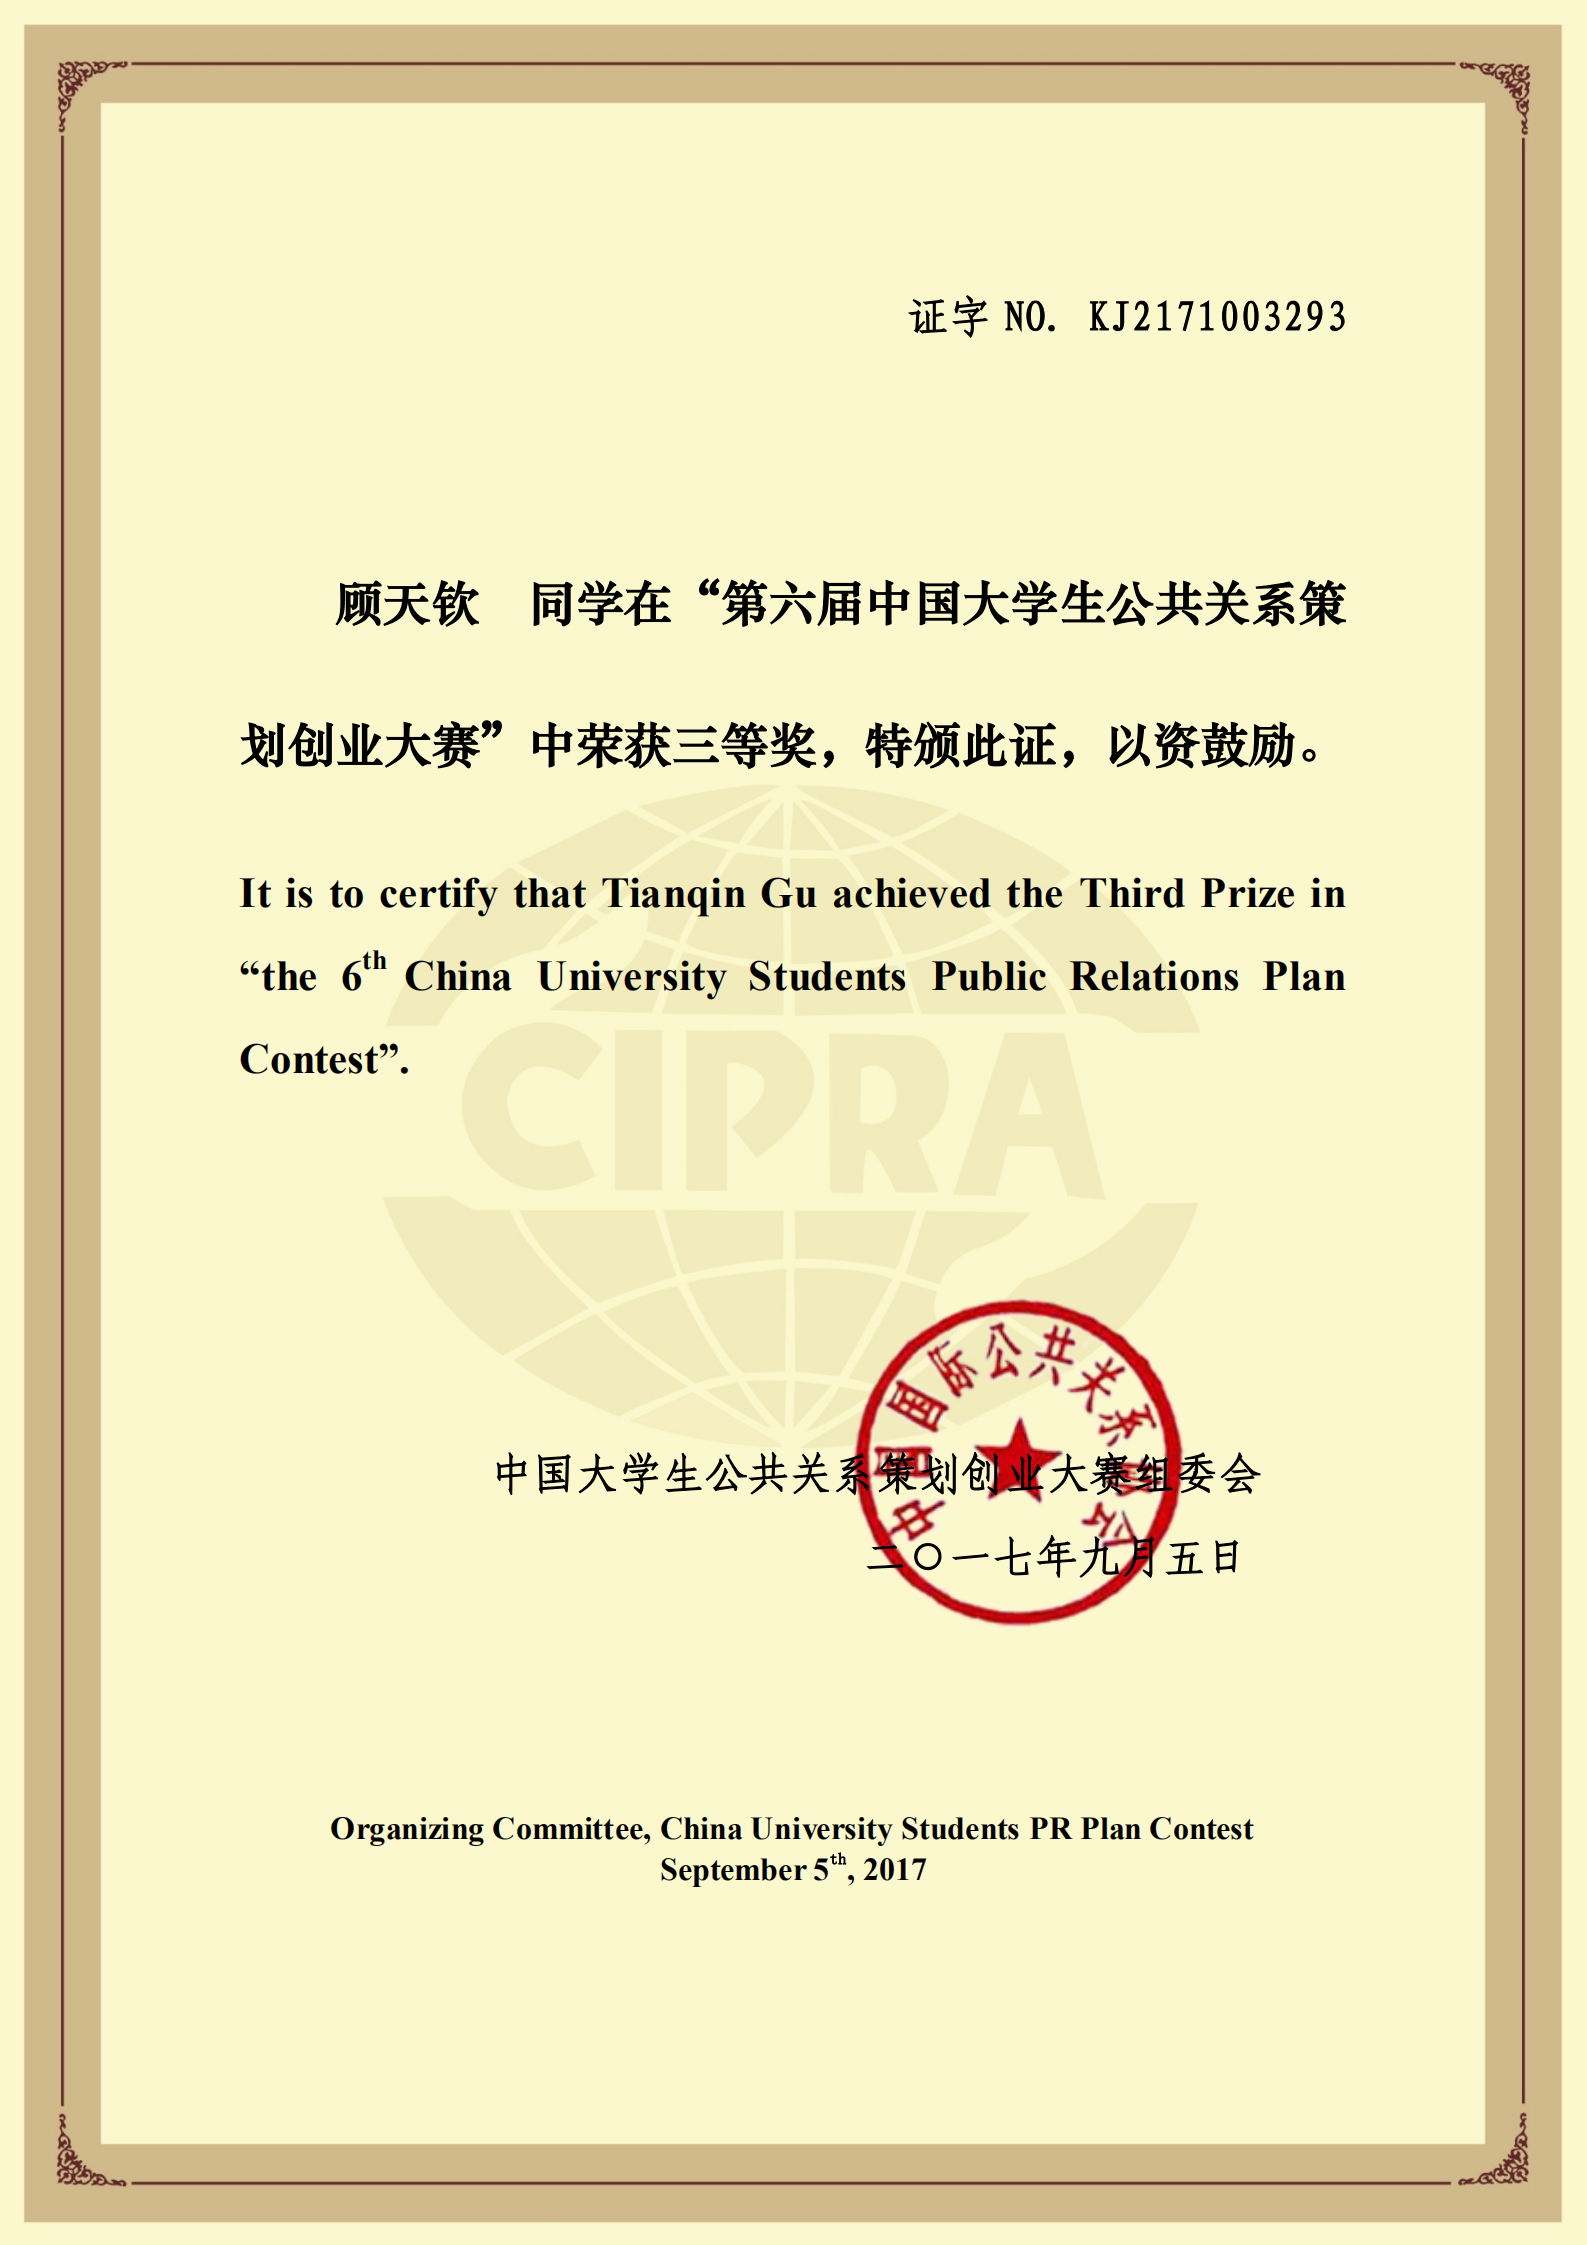 证字 NO. KJ2171003293
顾天钦 同学在“第六届中国大学生公共关系策
划创业大赛”中荣获三等奖，特颁此证，以资鼓励。
It is to certify that Tianqin Gu achieved the Third Prize in
“the 6th China University Students Public Relations Plan
Contest”.
CIPRA
中国国际公共关系协会
中国大学生公共关系策划创业大赛组委会
二〇一七年九月五日
Organizing Committee, China University Students PR Plan Contest
September 5th, 2017